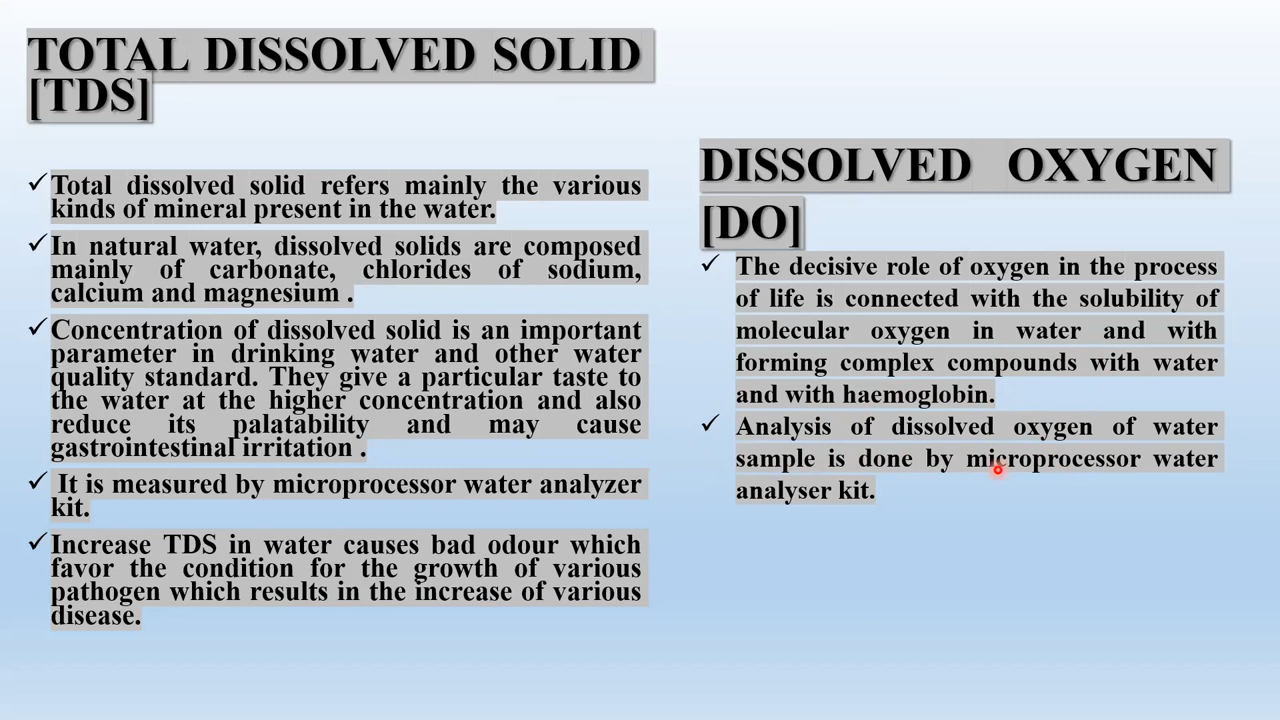 TOTAL DISSOLVED SOLID
[TDS]
✓Total dissolved solid refers mainly the various
kinds of mineral present in the water.
✓In natural water, dissolved solids are composed
mainly of carbonate, chlorides of sodium,
calcium and magnesium .
✓Concentration of dissolved solid is an important
parameter in drinking water and other water
quality standard. They give a particular taste to
the water at the higher concentration and also
reduce its palatability and may cause
gastrointestinal irritation .
✓ It is measured by microprocessor water analyzer
kit.
✓Increase TDS in water causes bad odour which
favor the condition for the growth of various
pathogen which results in the increase of various
disease.
DISSOLVED OXYGEN
[DO]
✓ The decisive role of oxygen in the process
of life is connected with the solubility of
molecular oxygen in water and with
forming complex compounds with water
and with haemoglobin.
✓ Analysis of dissolved oxygen of water
sample is done by microprocessor water
analyser kit.